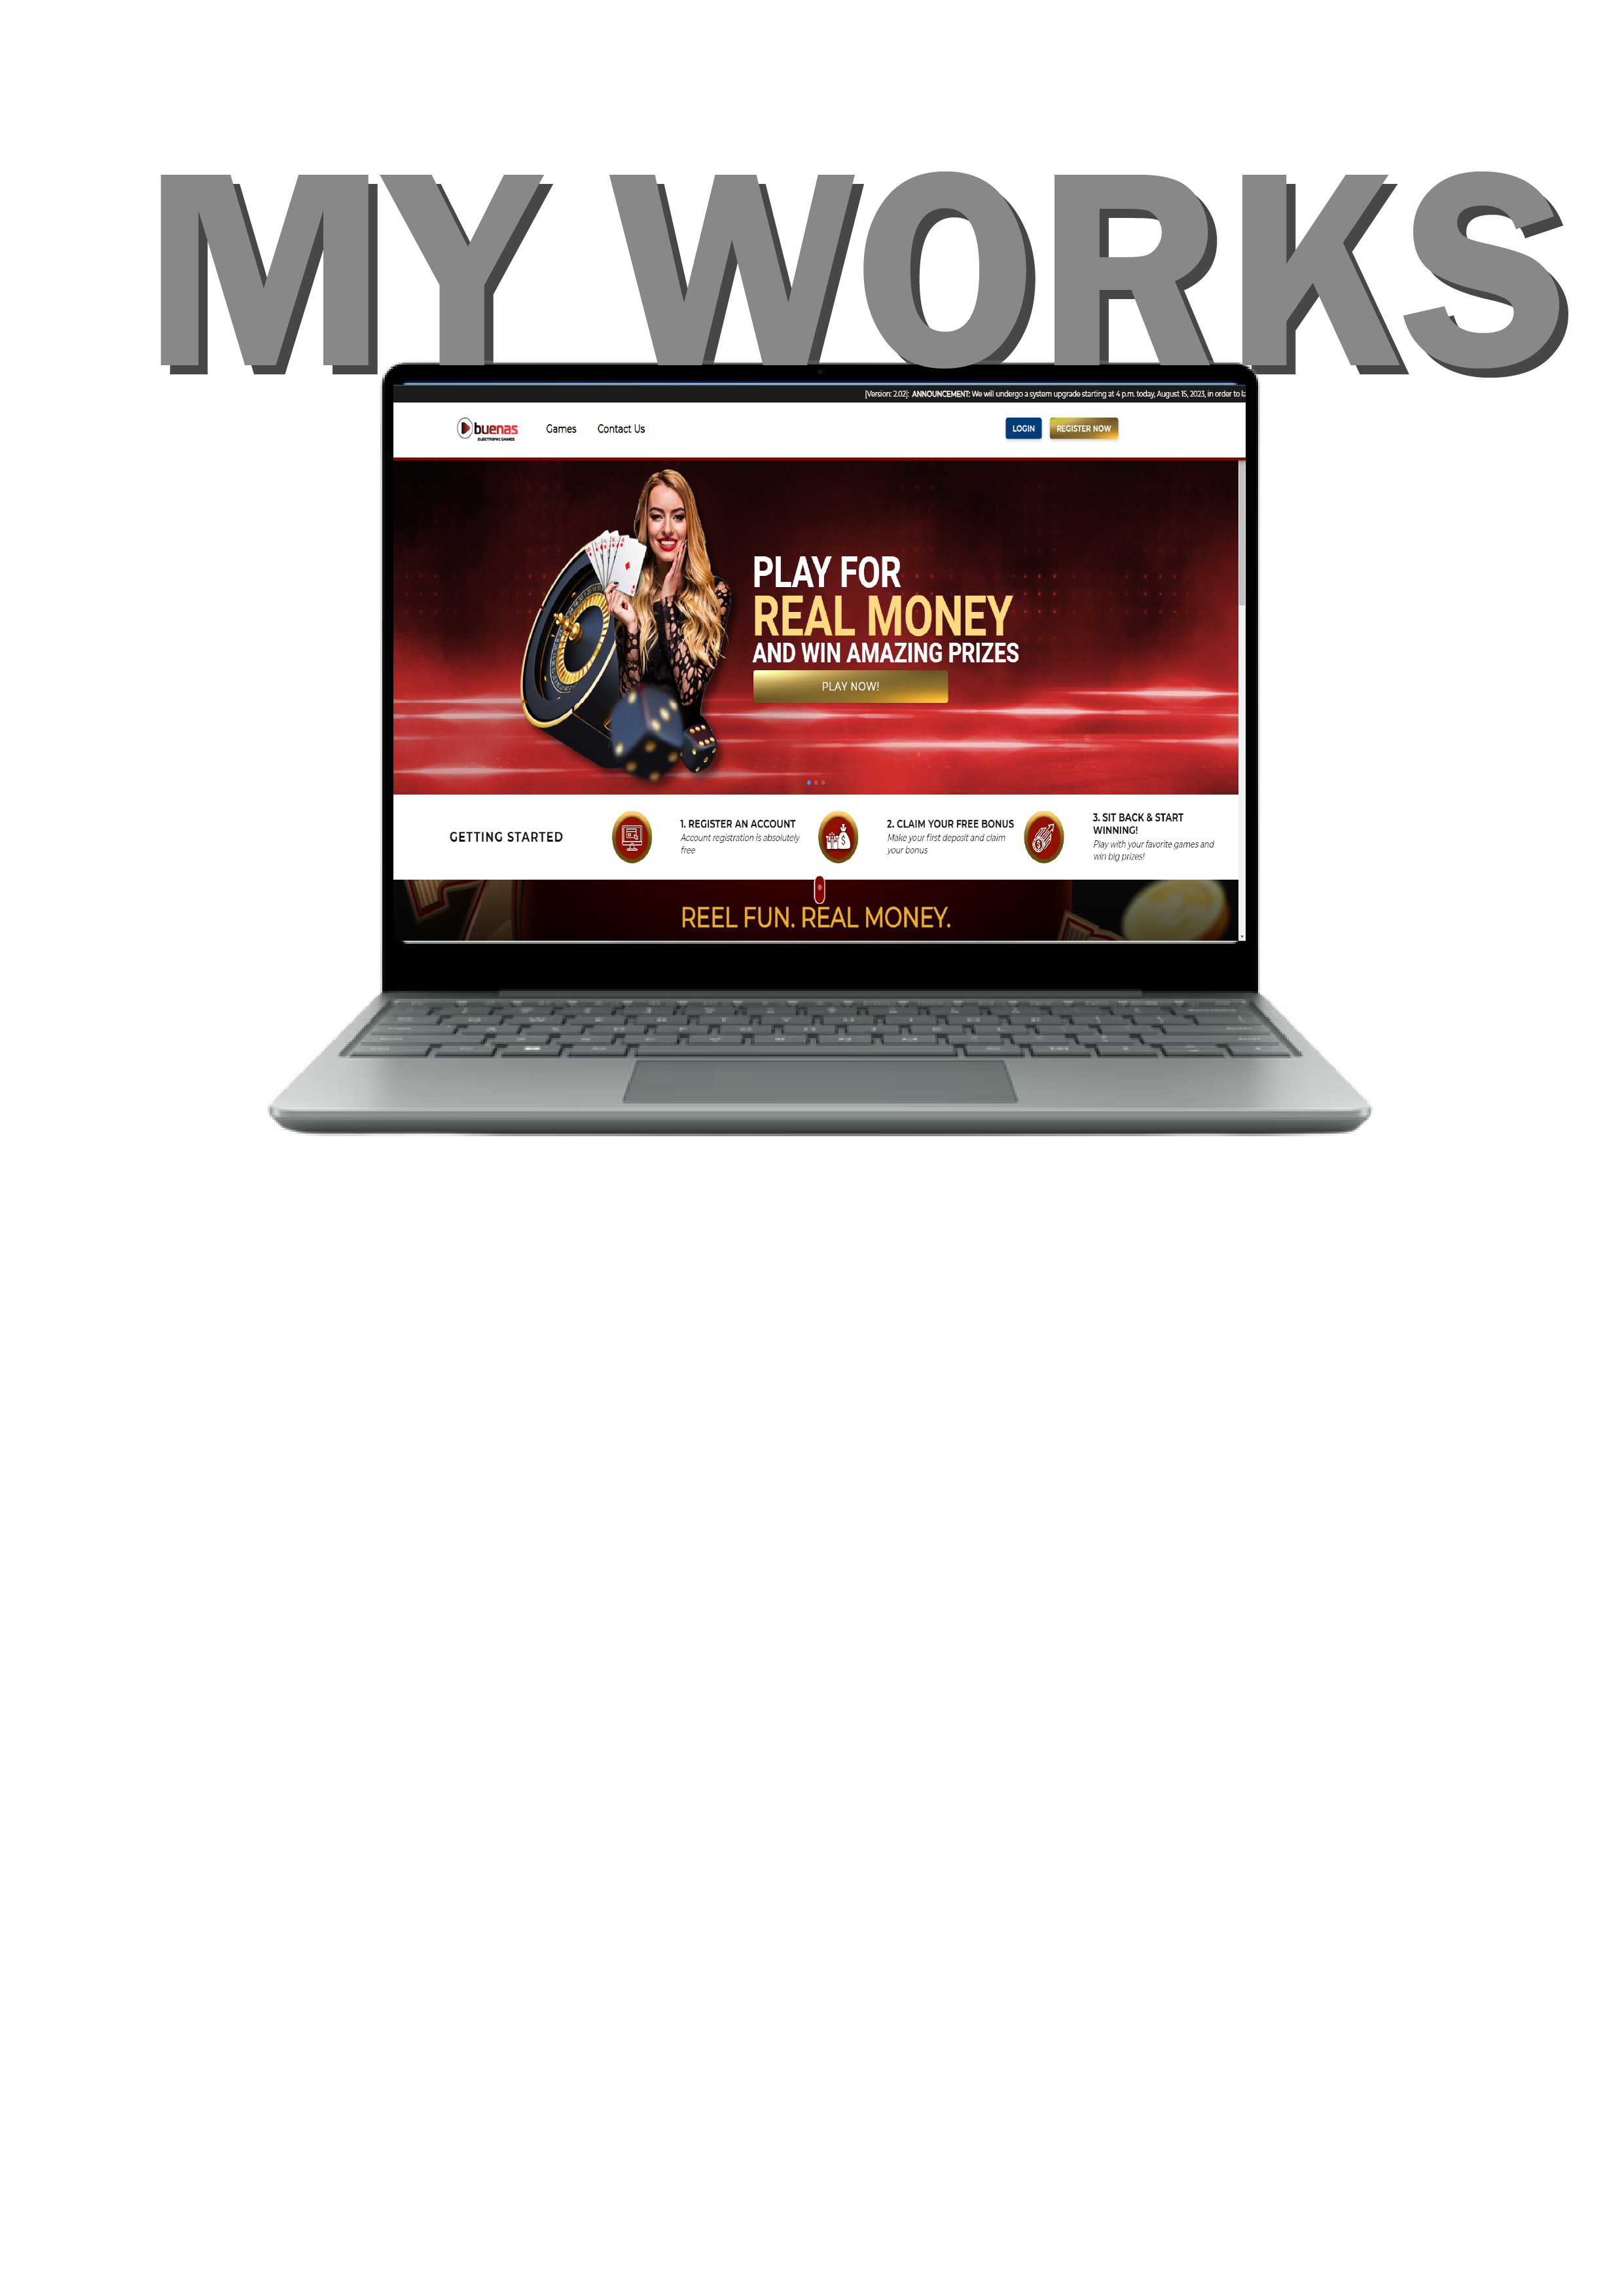 MY WORKS
[Version: 2.02]: ANNOUNCEMENT: We will undergo a system upgrade starting at 4 p.m. today, August 15, 2023, in order to la
buenas
ELECTRONIC GAMES
Games Contact Us
LOGIN REGISTER NOW
PLAY FOR
REAL MONEY
AND WIN AMAZING PRIZES
PLAY NOW!
GETTING STARTED
1. REGISTER AN ACCOUNT
Account registration is absolutely
free
2. CLAIM YOUR FREE BONUS
Make your first deposit and claim
your bonus
3. SIT BACK & START
WINNING!
Play with your favorite games and
win big prizes!
REEL FUN. REAL MONEY.